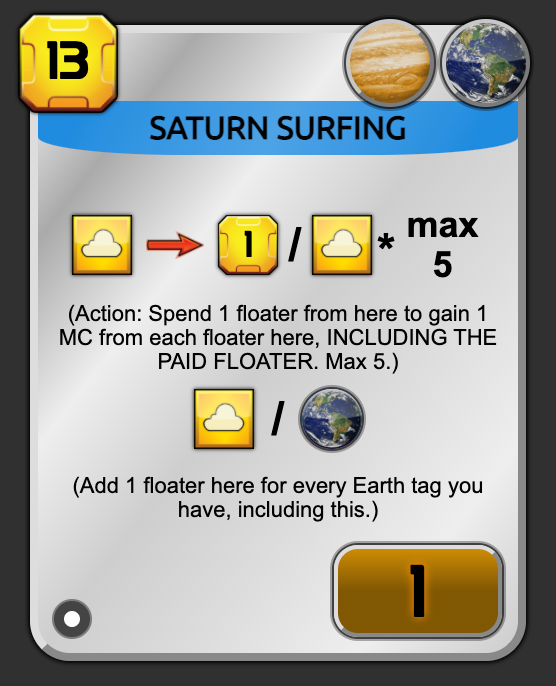 13
SATURN SURFING
1 / * max
5
(Action: Spend 1 floater from here to gain 1
MC from each floater here, INCLUDING THE
PAID FLOATER. Max 5.)
/
(Add 1 floater here for every Earth tag you
have, including this.)
1